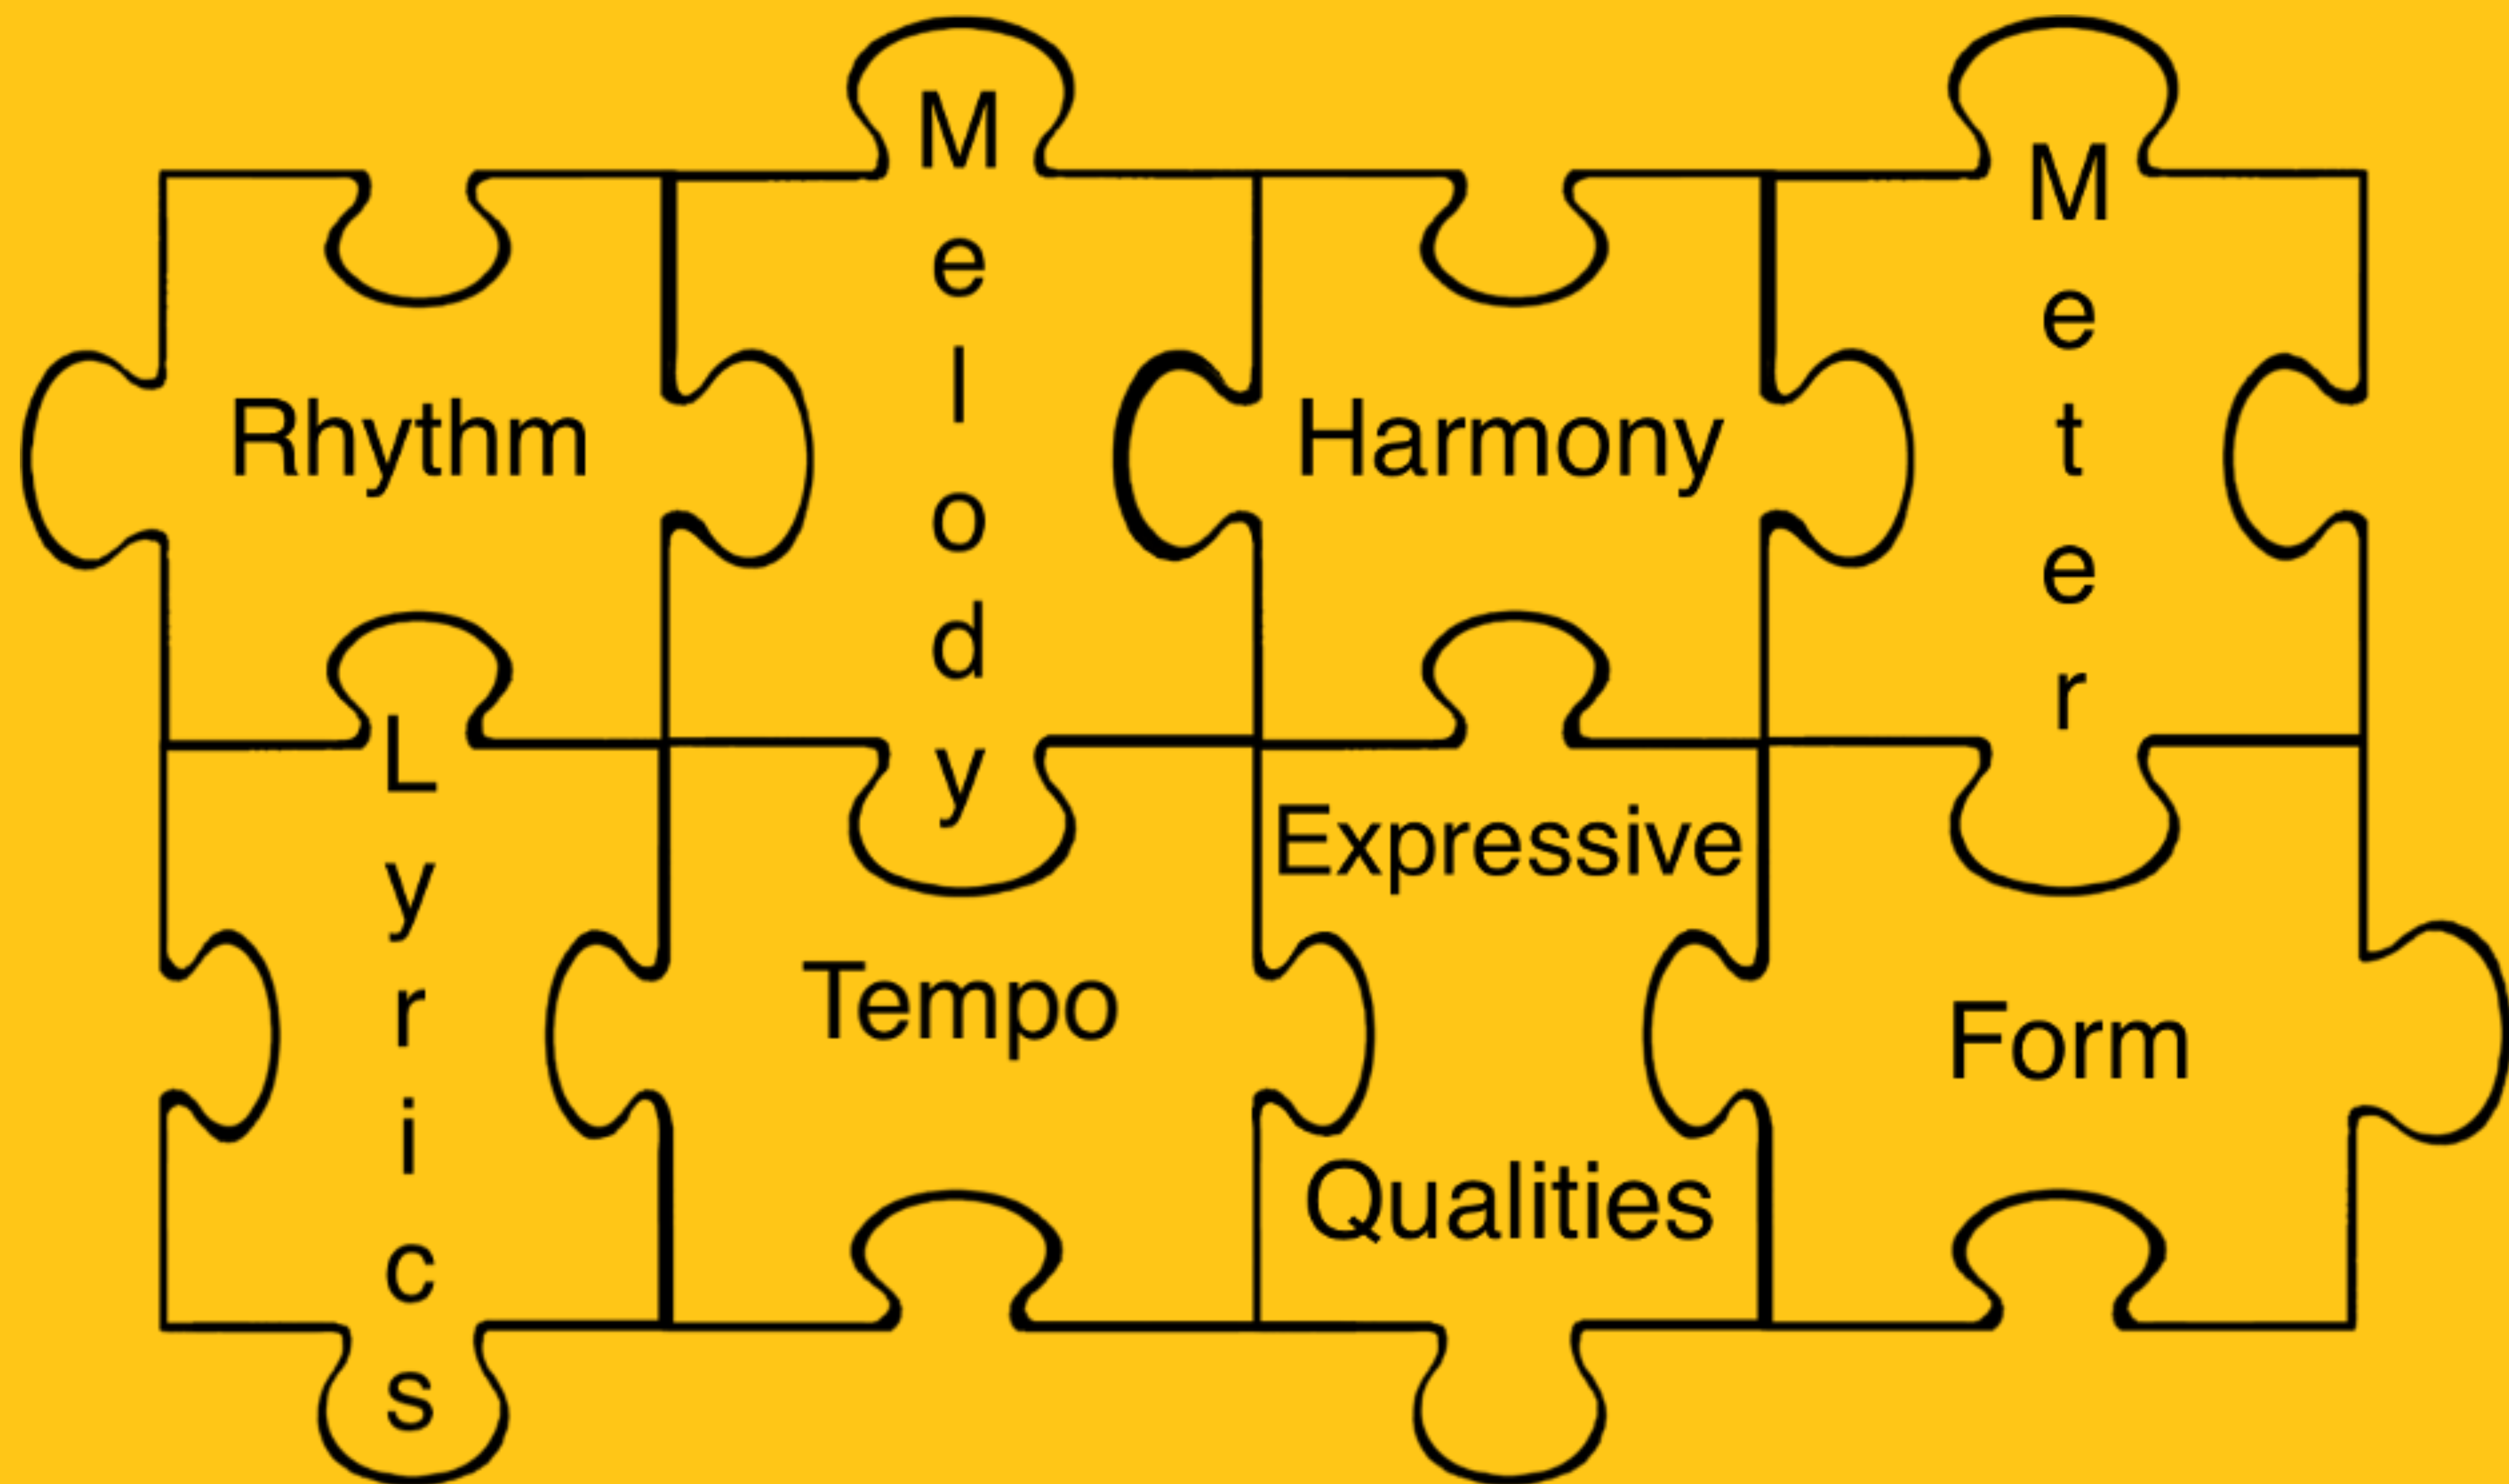 Rhythm
Melody
Harmony
Meter
Lyrics
Tempo
Expressive
Qualities
Form